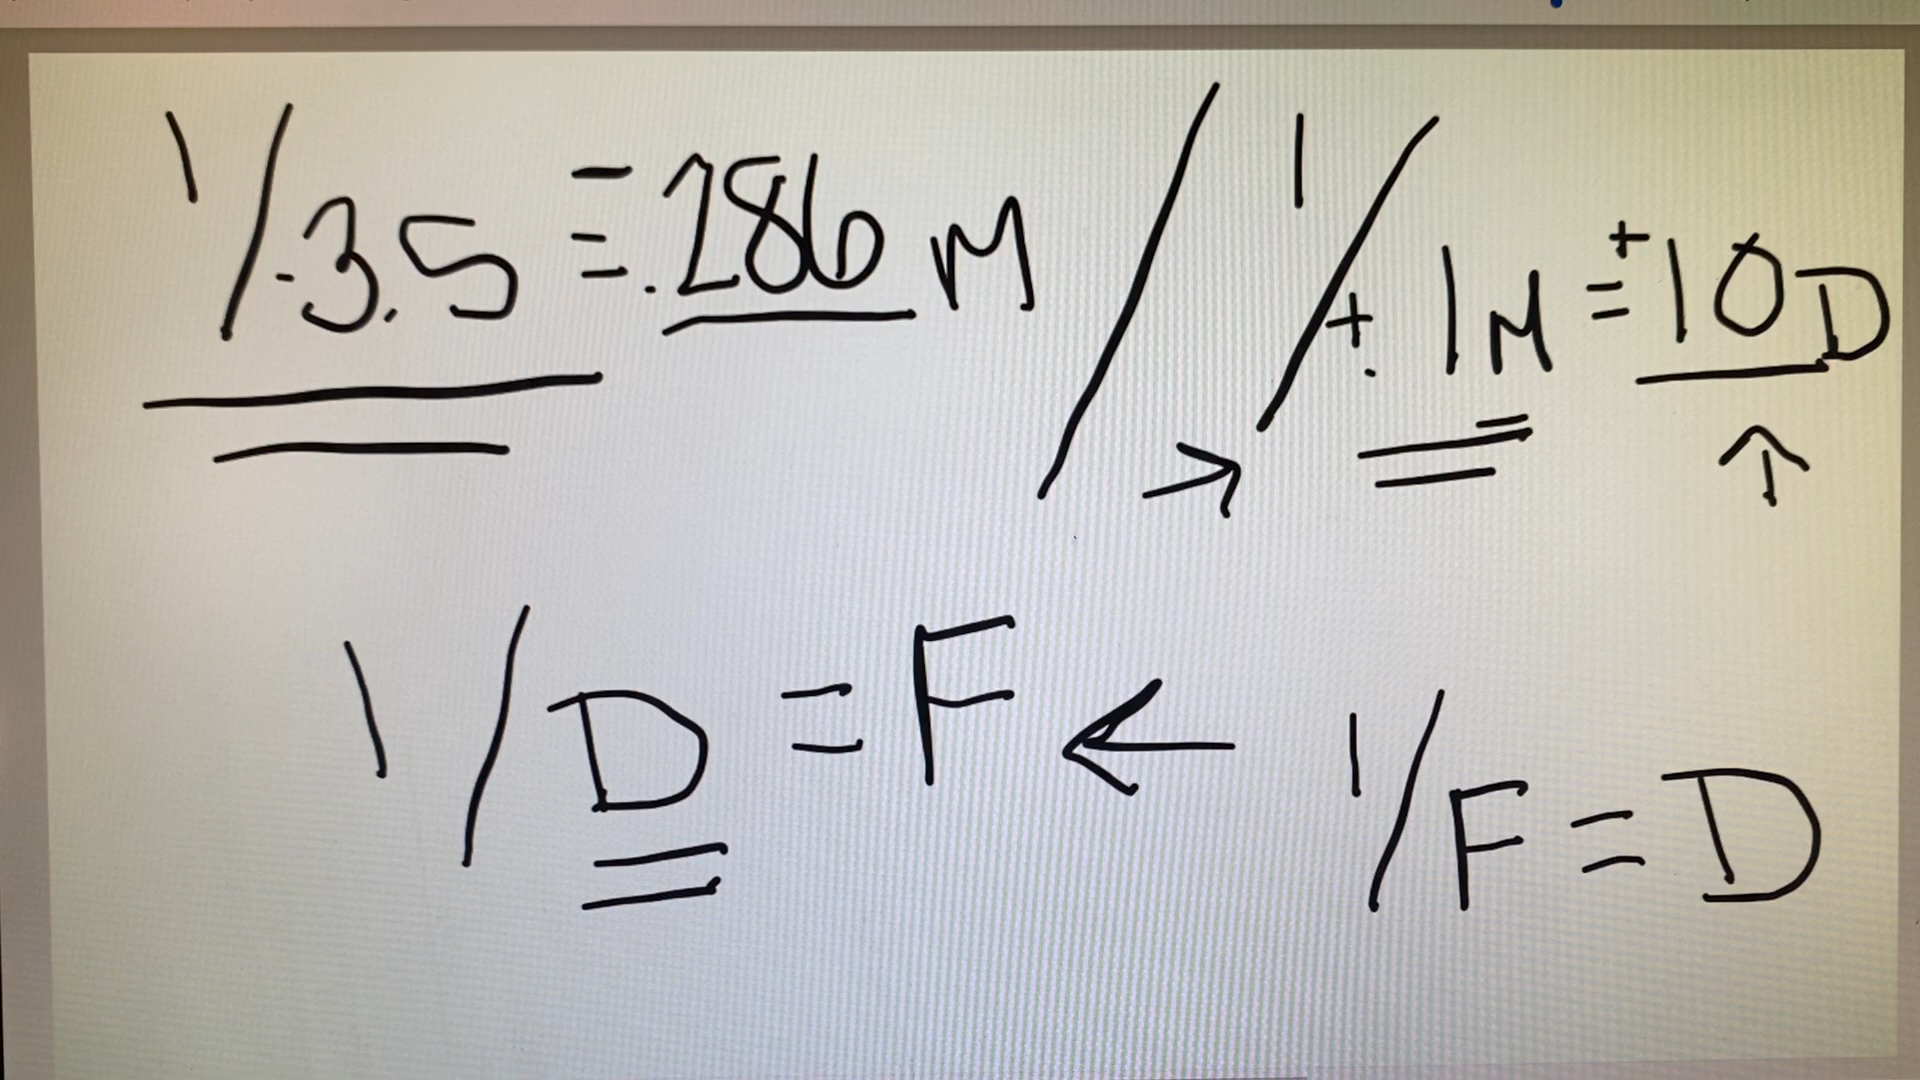 1/-3.5 = -.286 M / 1/+.1M = +10D
→ ↑
1/D = F ← 1/F = D